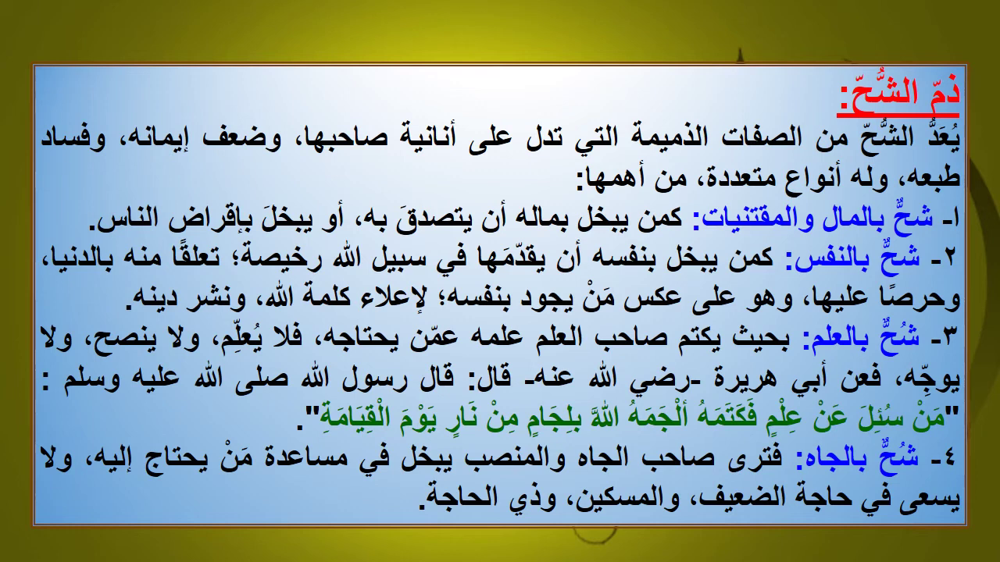 ذمّ الشُّحّ:
يُعَدُّ الشُّحّ من الصفات الذميمة التي تدل على أنانية صاحبها، وضعف إيمانه، وفساد
طبعه، وله أنواع متعددة، من أهمها:
١- شحٌّ بالمال والمقتنيات: كمن يبخل بماله أن يتصدقَ به، أو يبخلَ بإقراض الناس.
٢- شحٌّ بالنفس: كمن يبخل بنفسه أن يقدّمَها في سبيل الله رخيصة؛ تعلقًا منه بالدنيا،
وحرصًا عليها، وهو على عكس مَنْ يجود بنفسه؛ لإعلاء كلمة الله، ونشر دينه.
٣- شُحٌّ بالعلم: بحيث يكتم صاحب العلم علمه عمّن يحتاجه، فلا يُعلِّم، ولا ينصح، ولا
يوجِّه، فعن أبي هريرة -رضي الله عنه- قال: قال رسول الله صلى الله عليه وسلم :
"مَنْ سُئِلَ عَنْ عِلْمٍ فَكَتَمَهُ ألْجَمَهُ اللهَّ بلِجَامٍ مِنْ نَارٍ يَوْمَ الْقِيَامَةِ".
٤- شُحٌّ بالجاه: فترى صاحب الجاه والمنصب يبخل في مساعدة مَنْ يحتاج إليه، ولا
يسعى في حاجة الضعيف، والمسكين، وذي الحاجة.